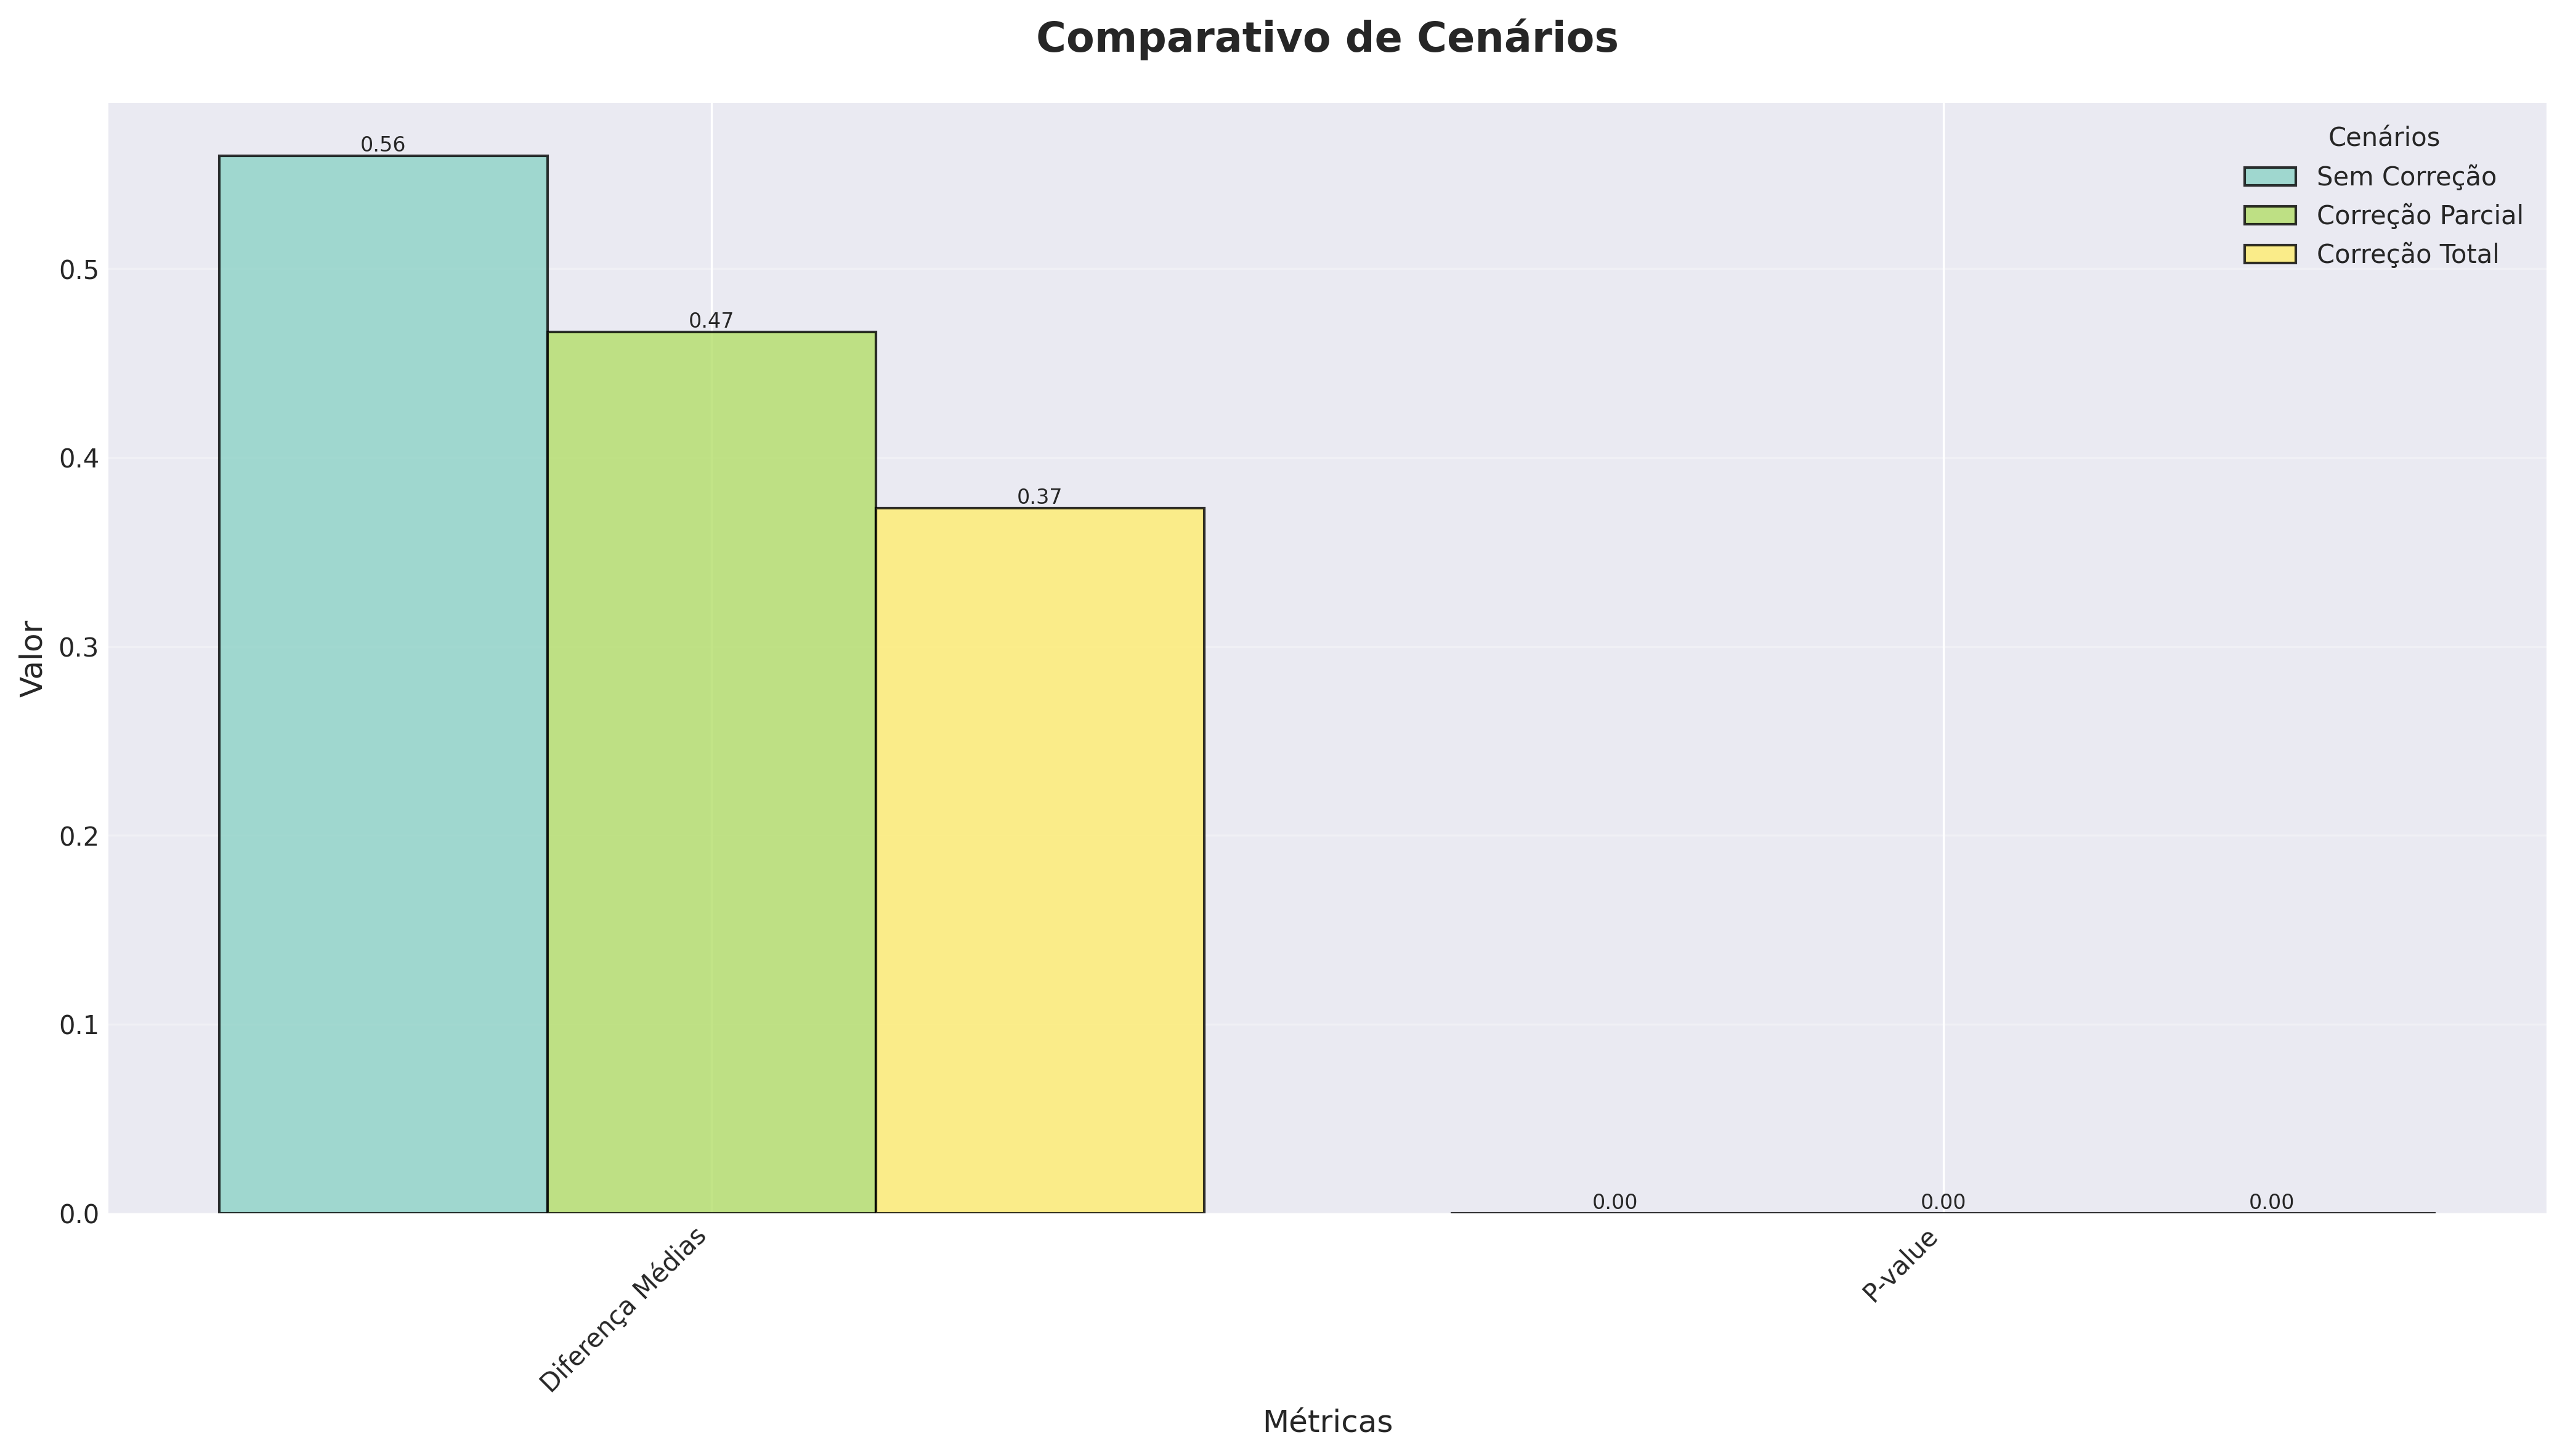 Comparativo de Cenários
Cenários
Sem Correção
Correção Parcial
Correção Total
0.56
0.47
0.37
0.00
0.00
0.00
Valor
0.5
0.4
0.3
0.2
0.1
0.0
Diferença Médias
P-value
Métricas